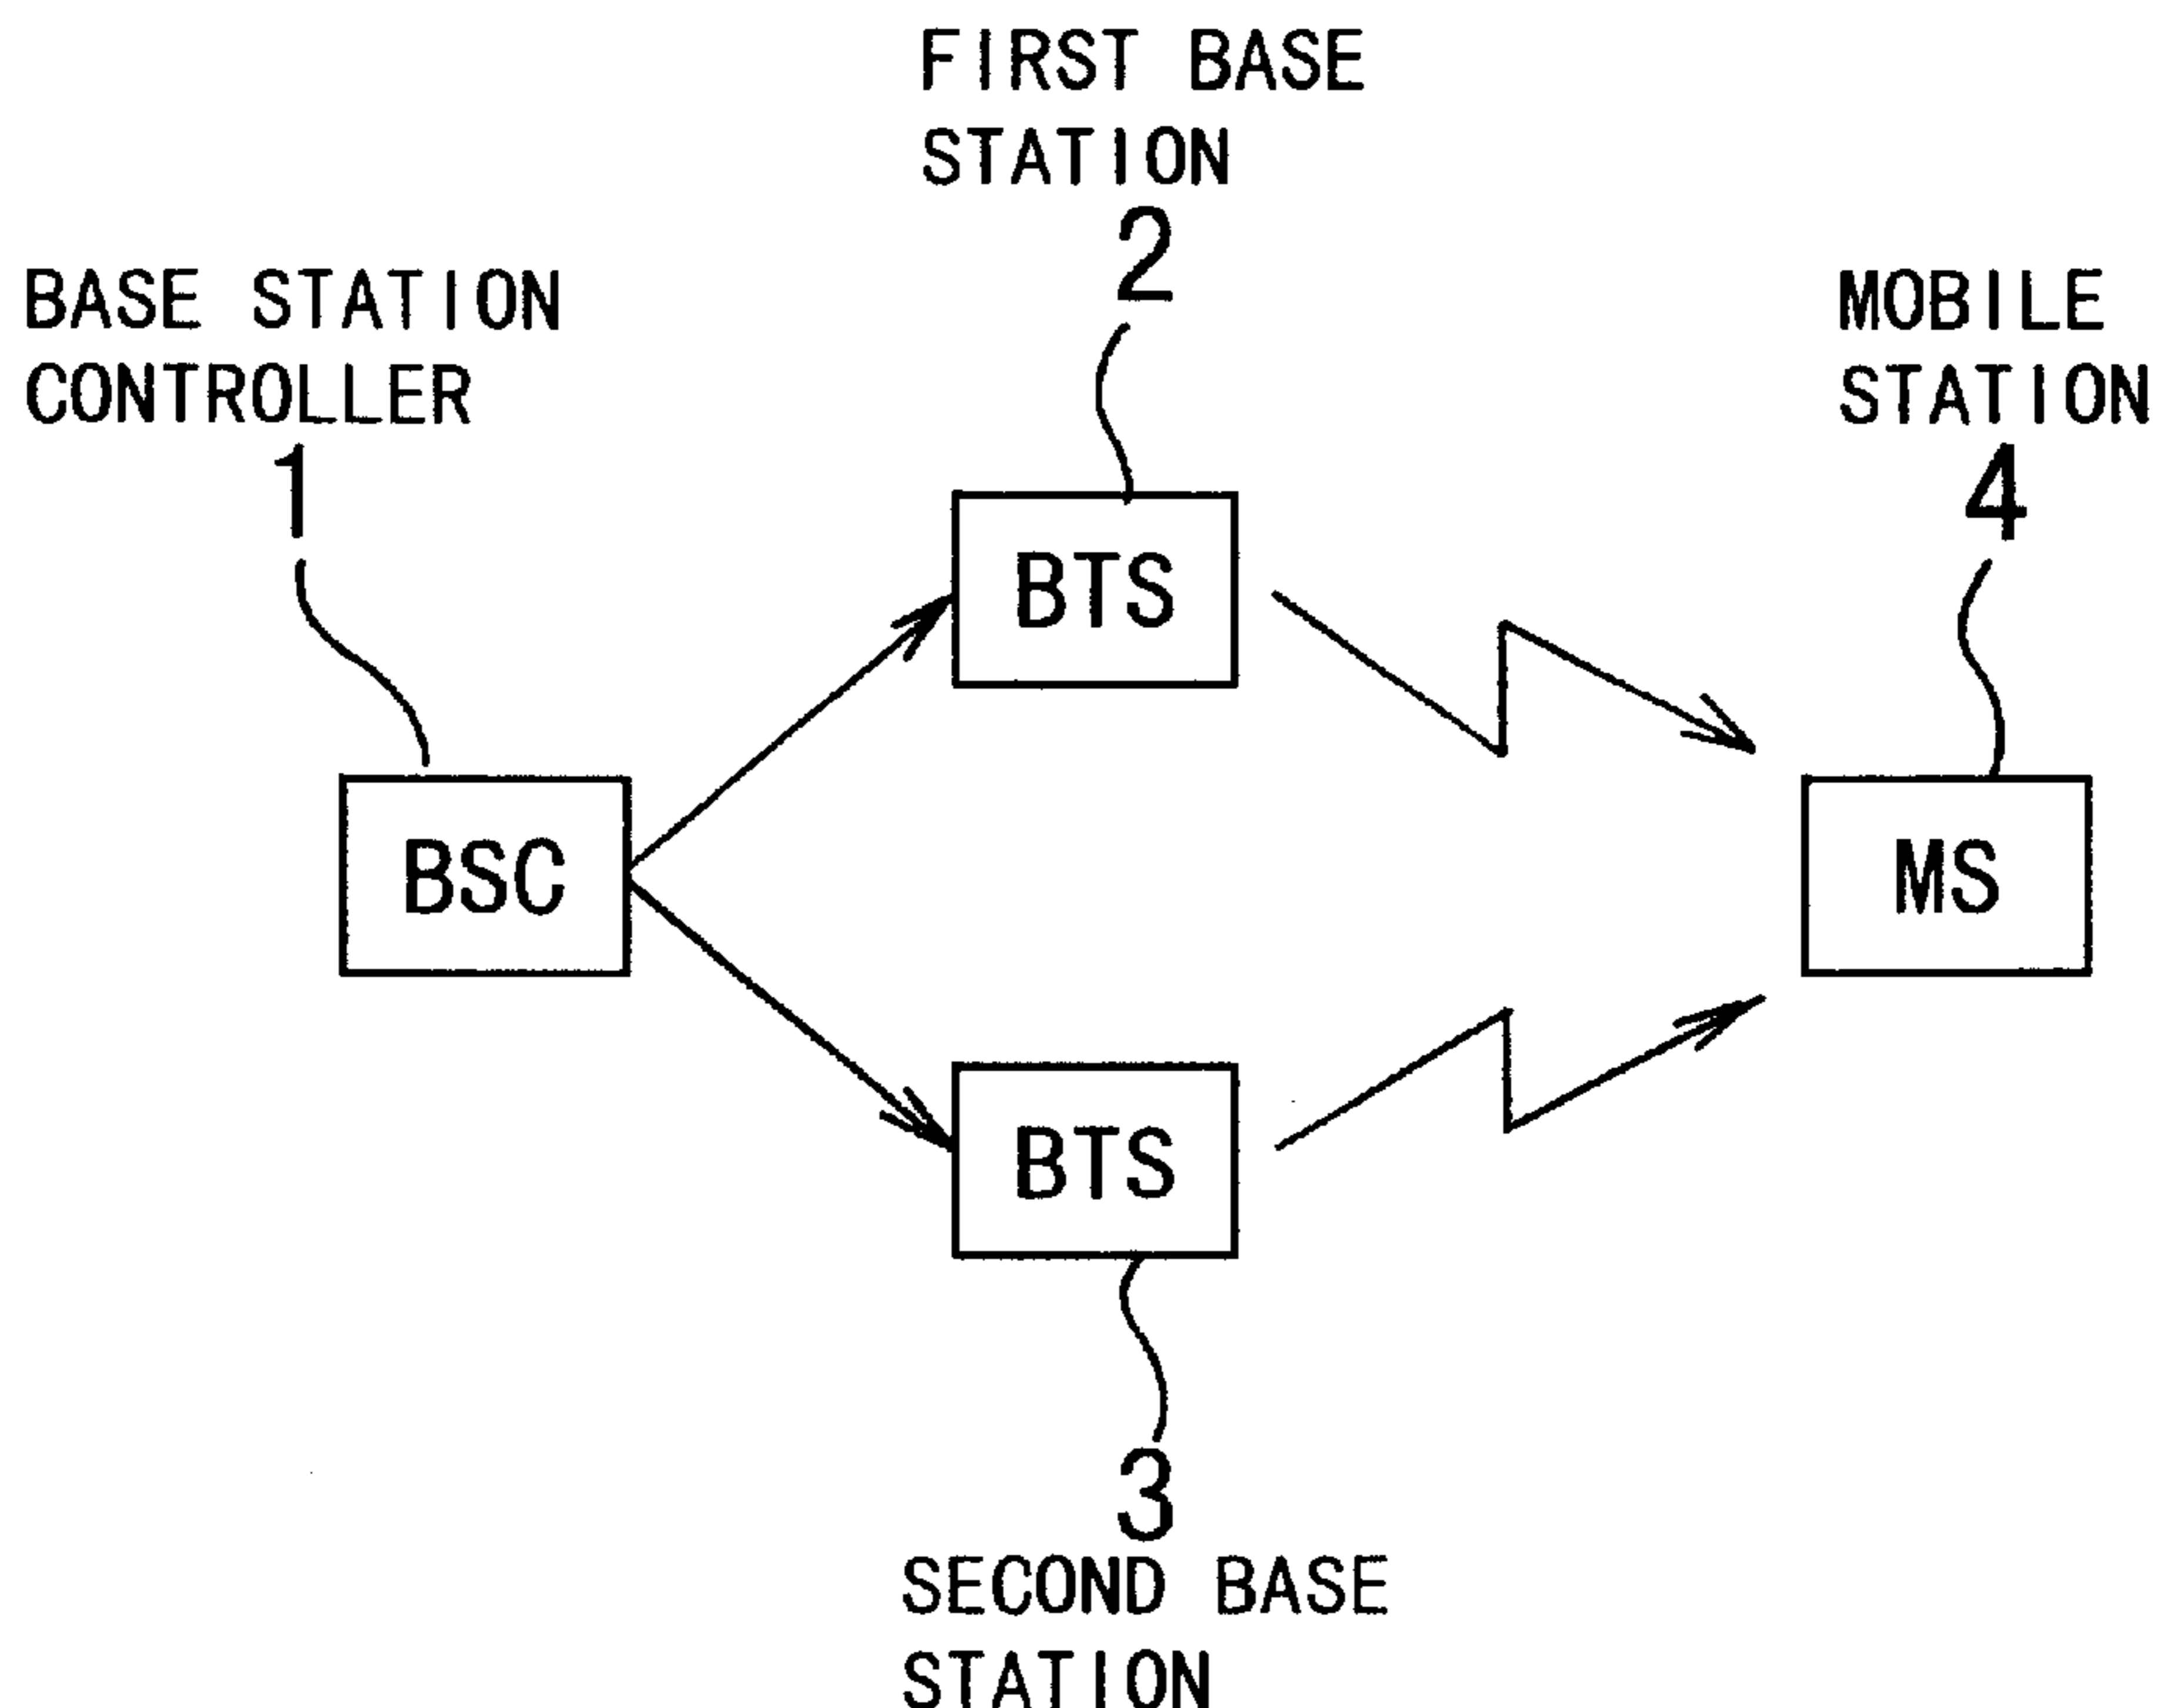 FIRST BASE
STATION
2
BASE STATION
CONTROLLER
1
MOBILE
STATION
4
BTS
BSC
MS
BTS
3
SECOND BASE
STATION